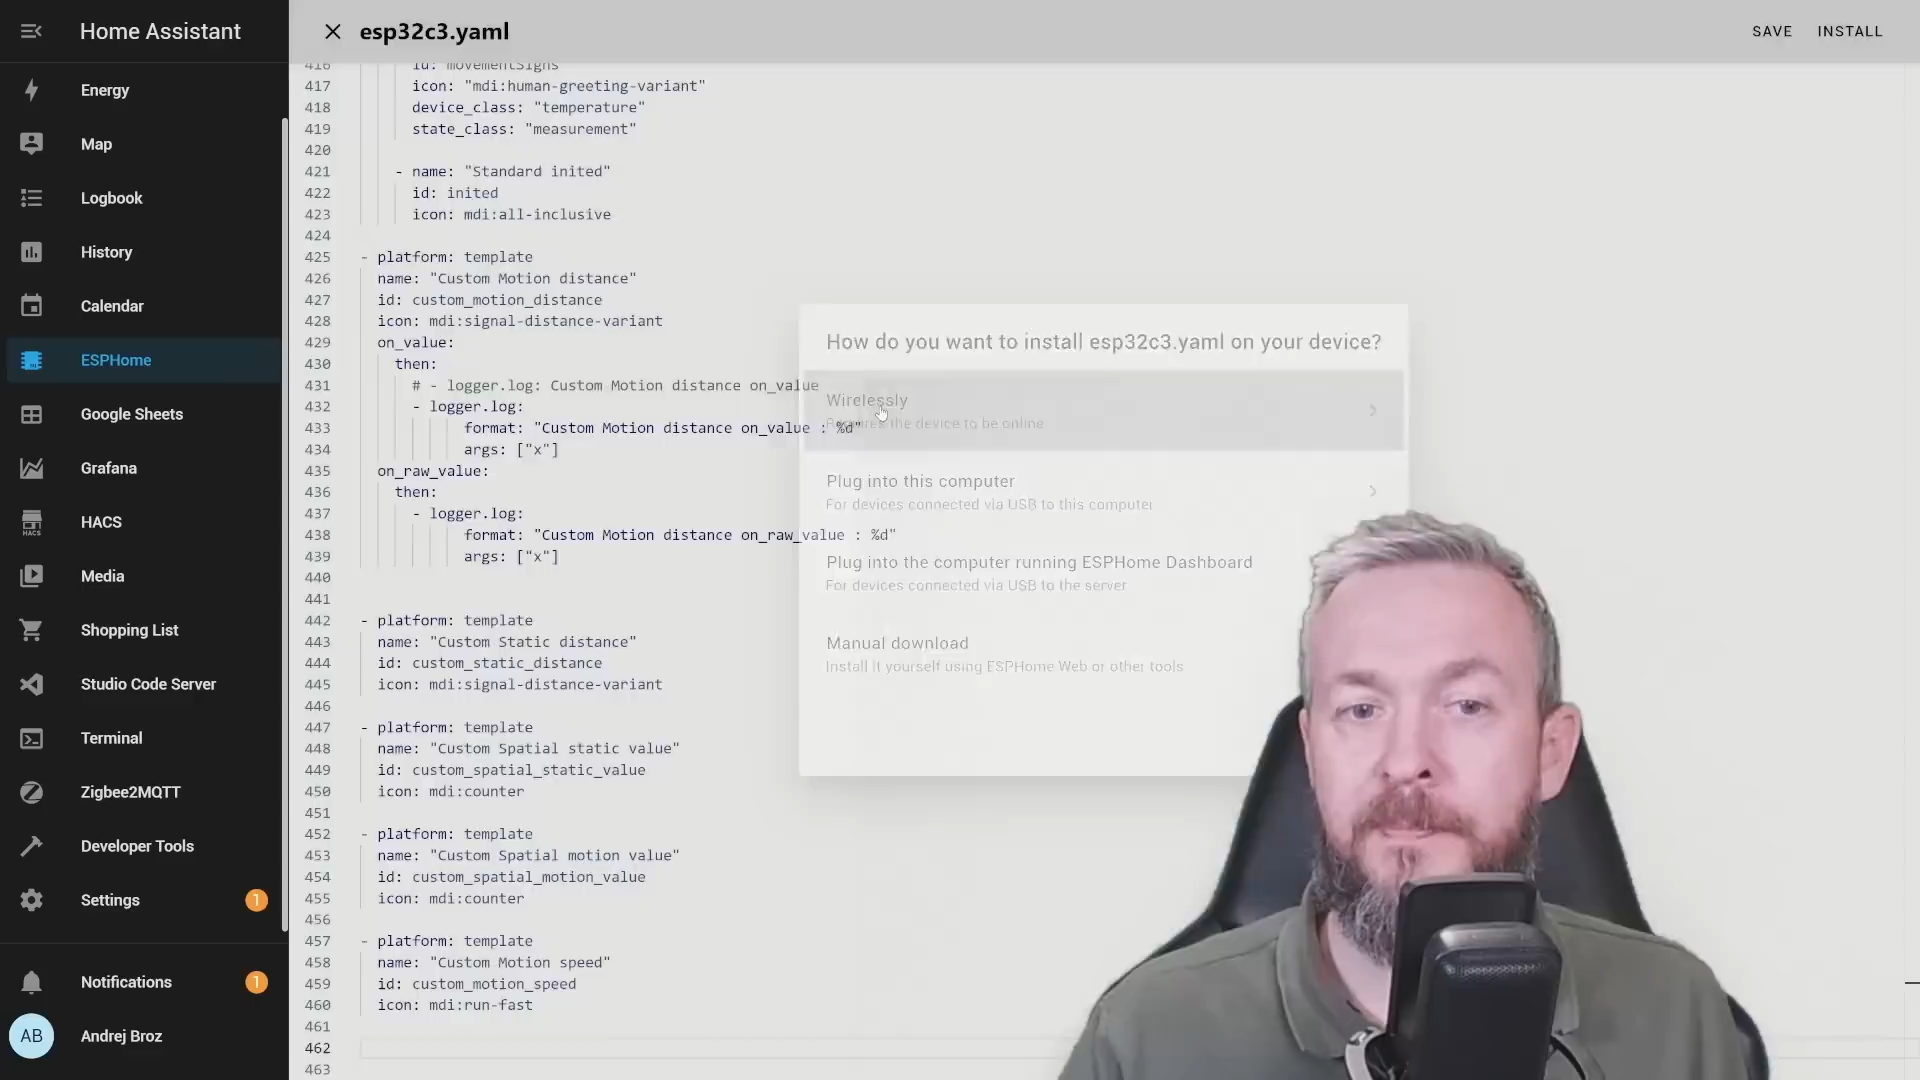 Home Assistant
Energy
Map
Logbook
History
Calendar
ESPHome
Google Sheets
Grafana
HACS
HACS
Media
Shopping List
Studio Code Server
Terminal
Zigbee2MQTT
Developer Tools
Settings 1
Notifications 1
AB Andrej Broz
esp32c3.yaml
SAVE INSTALL
416 id: movementSigns
417 icon: "mdi:human-greeting-variant"
418 device_class: "temperature"
419 state_class: "measurement"
420
421 - name: "Standard inited"
422 id: inited
423 icon: mdi:all-inclusive
424
425 - platform: template
426 name: "Custom Motion distance"
427 id: custom_motion_distance
428 icon: mdi:signal-distance-variant
429 on_value:
430 then:
431 # - logger.log: Custom Motion distance on_value
432 - logger.log:
433 format: "Custom Motion distance on_value : %d"
434 args: ["x"]
435 on_raw_value:
436 then:
437 - logger.log:
438 format: "Custom Motion distance on_raw_value : %d"
439 args: ["x"]
440
441
442 - platform: template
443 name: "Custom Static distance"
444 id: custom_static_distance
445 icon: mdi:signal-distance-variant
446
447 - platform: template
448 name: "Custom Spatial static value"
449 id: custom_spatial_static_value
450 icon: mdi:counter
451
452 - platform: template
453 name: "Custom Spatial motion value"
454 id: custom_spatial_motion_value
455 icon: mdi:counter
456
457 - platform: template
458 name: "Custom Motion speed"
459 id: custom_motion_speed
460 icon: mdi:run-fast
461
462
463
How do you want to install esp32c3.yaml on your device?
Wirelessly
Requires the device to be online
Plug into this computer
For devices connected via USB to this computer
Plug into the computer running ESPHome Dashboard
For devices connected via USB to the server
Manual download
Install it yourself using ESPHome Web or other tools